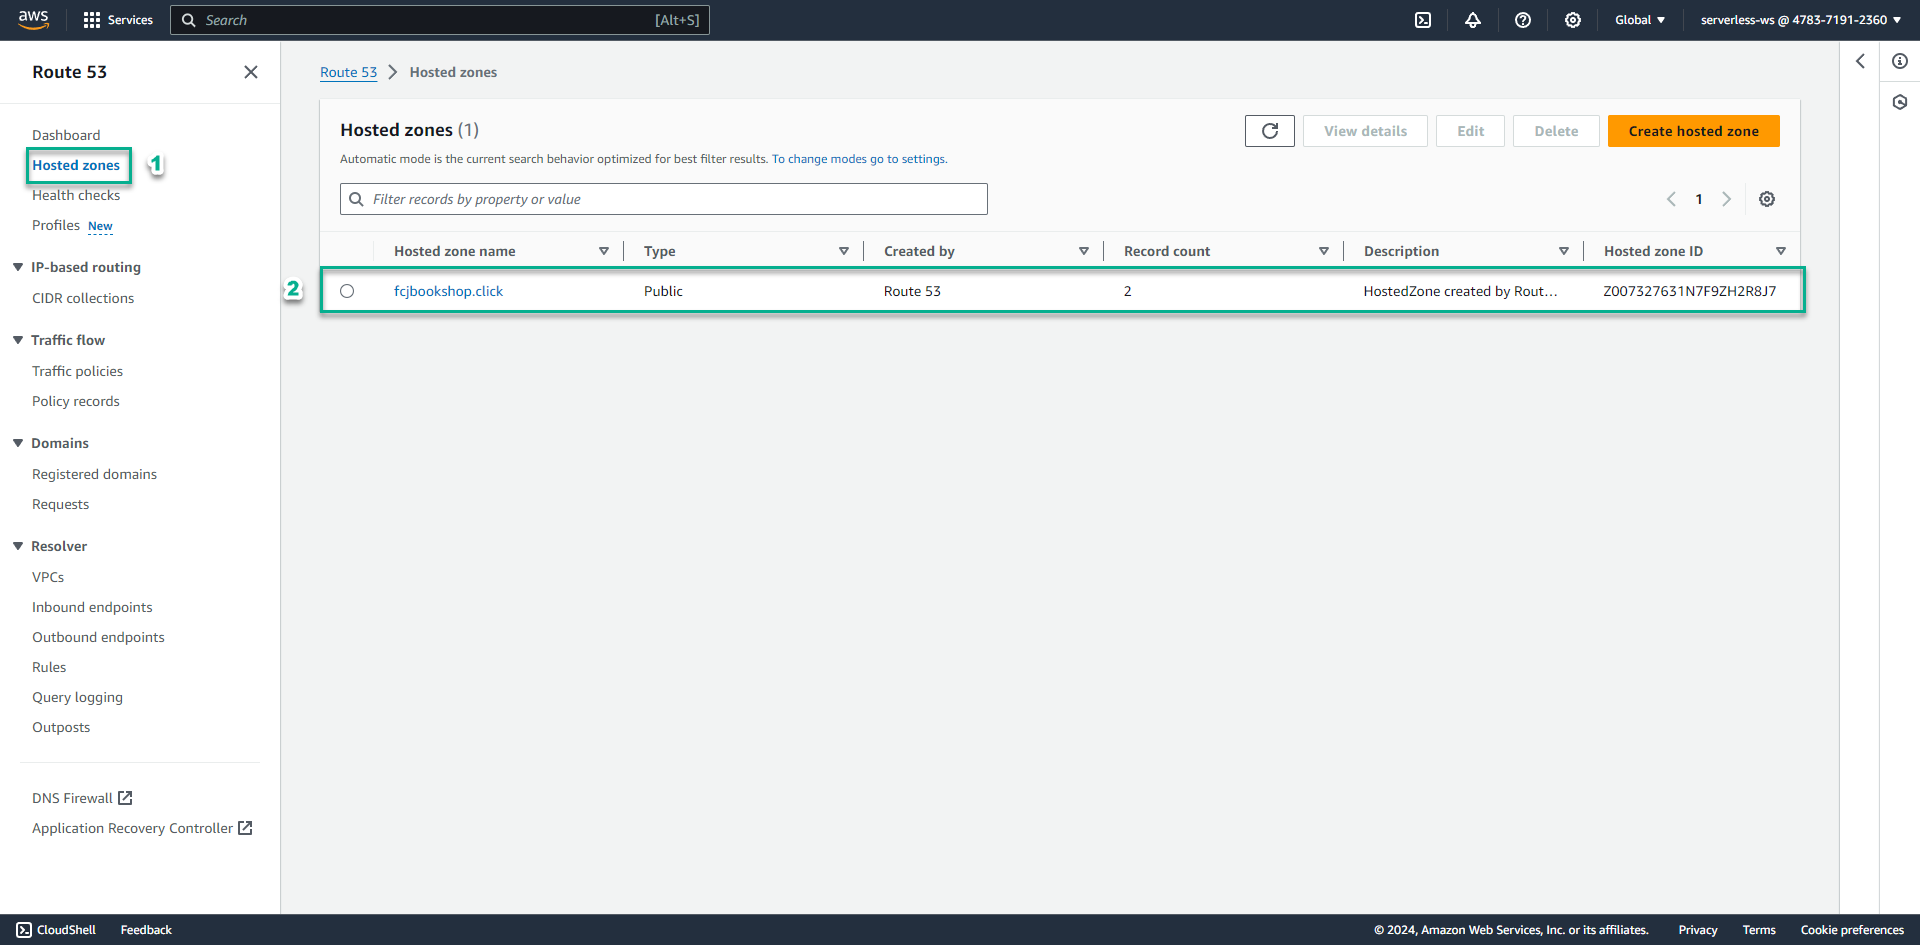 aws
Services
Search
[Alt+S]
Global
serverless-ws @ 4783-7191-2360
Route 53
Dashboard
Hosted zones
1
Health checks
Profiles New
IP-based routing
CIDR collections
Traffic flow
Traffic policies
Policy records
Domains
Registered domains
Requests
Resolver
VPCs
Inbound endpoints
Outbound endpoints
Rules
Query logging
Outposts
DNS Firewall
Application Recovery Controller
Route 53 > Hosted zones
Hosted zones (1)
View details
Edit
Delete
Create hosted zone
Automatic mode is the current search behavior optimized for best filter results. To change modes go to settings.
Filter records by property or value
1
Hosted zone name
Type
Created by
Record count
Description
Hosted zone ID
2
fcjbookshop.click
Public
Route 53
2
HostedZone created by Rout...
Z007327631N7F9ZH2R8J7
CloudShell
Feedback
© 2024, Amazon Web Services, Inc. or its affiliates.
Privacy
Terms
Cookie preferences